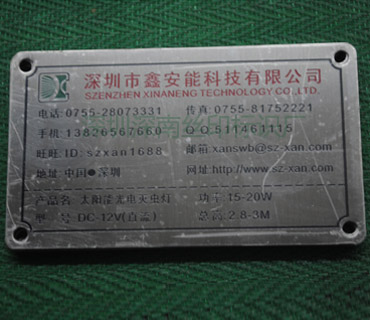 深圳市鑫安能科技有限公司
SZENZHEN XINANENG TECHNOLOGY CO.,LTD.
电话:0755-28073331 传真:0755-81752221
手机:13826567660 Q Q:511461115
旺旺:ID: szxan1688 邮箱:xanswb@sz-xan.com
地址:中国●深圳 网址:http://www.sz-xan.com
产品名:太阳能光电灭虫灯 功率:15-20W
型号:DC-12V(直流) 总高:2.8-3M